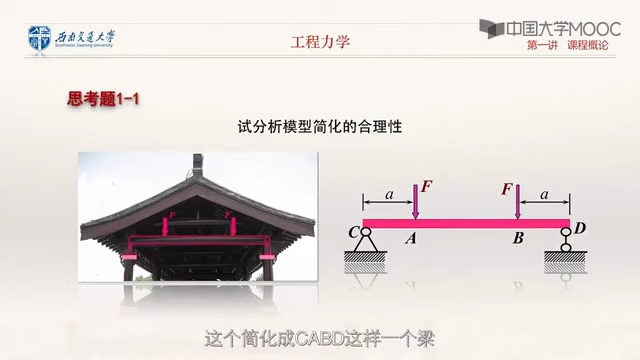 西南交通大学
Southwest Jiaotong University
工程力学
中国大学MOOC
第一讲 课程概论
思考题1-1
试分析模型简化的合理性
F F
a F F a
C A B D
这个简化成CABD这样一个梁